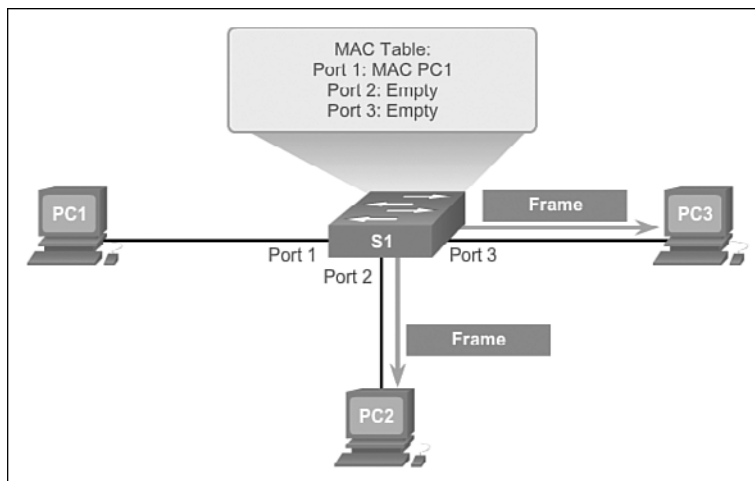 MAC Table:
Port 1: MAC PC1
Port 2: Empty
Port 3: Empty
PC1
Frame
PC3
S1
Port 1
Port 3
Port 2
Frame
PC2